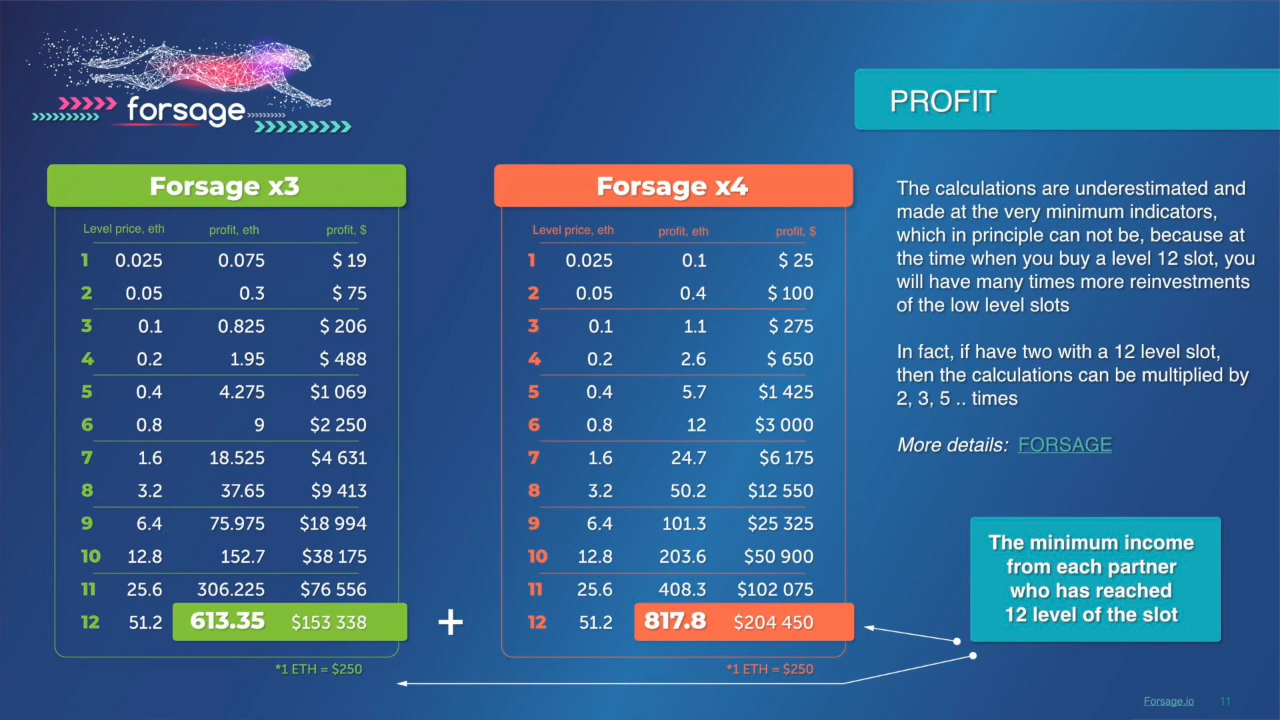 forsage
PROFIT
Forsage x3
Level price, eth profit, eth profit, $
1 0.025 0.075 $ 19
2 0.05 0.3 $ 75
3 0.1 0.825 $ 206
4 0.2 1.95 $ 488
5 0.4 4.275 $1 069
6 0.8 9 $2 250
7 1.6 18.525 $4 631
8 3.2 37.65 $9 413
9 6.4 75.975 $18 994
10 12.8 152.7 $38 175
11 25.6 306.225 $76 556
12 51.2 613.35 $153 338
*1 ETH = $250
+
Forsage x4
Level price, eth profit, eth profit, $
1 0.025 0.1 $ 25
2 0.05 0.4 $ 100
3 0.1 1.1 $ 275
4 0.2 2.6 $ 650
5 0.4 5.7 $1 425
6 0.8 12 $3 000
7 1.6 24.7 $6 175
8 3.2 50.2 $12 550
9 6.4 101.3 $25 325
10 12.8 203.6 $50 900
11 25.6 408.3 $102 075
12 51.2 817.8 $204 450
*1 ETH = $250
The calculations are underestimated and
made at the very minimum indicators,
which in principle can not be, because at
the time when you buy a level 12 slot, you
will have many times more reinvestments
of the low level slots
In fact, if have two with a 12 level slot,
then the calculations can be multiplied by
2, 3, 5 .. times
More details: FORSAGE
The minimum income
from each partner
who has reached
12 level of the slot
Forsage.io 11